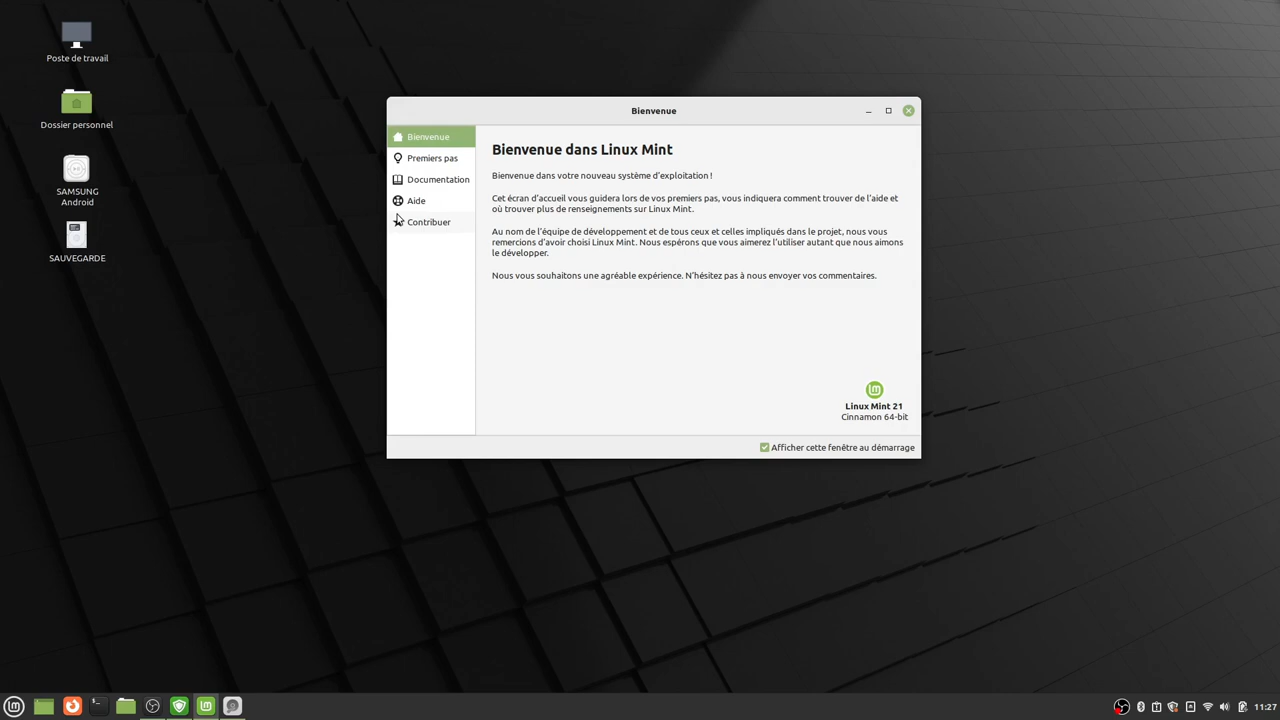 Poste de travail
Dossier personnel
SAMSUNG
Android
SAUVEGARDE
Bienvenue
Bienvenue
Premiers pas
Documentation
Aide
Contribuer
Bienvenue dans Linux Mint
Bienvenue dans votre nouveau système d'exploitation !
Cet écran d'accueil vous guidera lors de vos premiers pas, vous indiquera comment trouver de l'aide et
où trouver plus de renseignements sur Linux Mint.
Au nom de l'équipe de développement et de tous ceux et celles impliqués dans le projet, nous vous
remercions d'avoir choisi Linux Mint. Nous espérons que vous aimerez l'utiliser autant que nous aimons
le développer.
Nous vous souhaitons une agréable expérience. N'hésitez pas à nous envoyer vos commentaires.
Linux Mint 21
Cinnamon 64-bit
Afficher cette fenêtre au démarrage
11:27